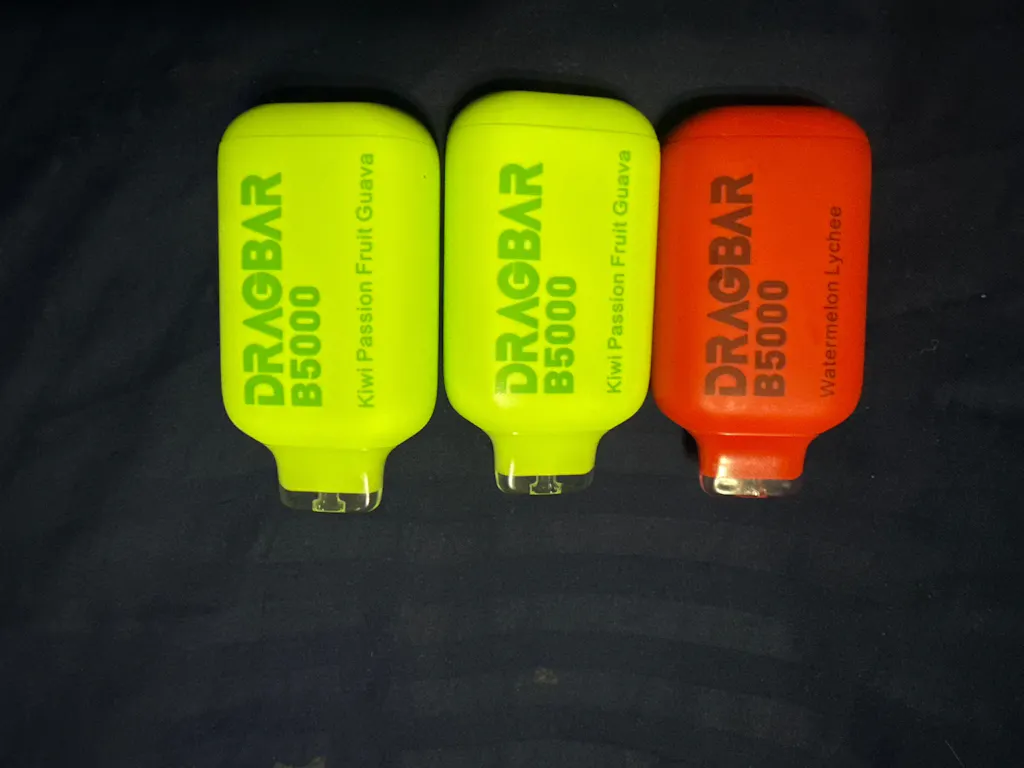 DRAGBAR
B5000
Kiwi Passion Fruit Guava
DRAGBAR
B5000
Kiwi Passion Fruit Guava
DRAGBAR
B5000
Watermelon Lychee